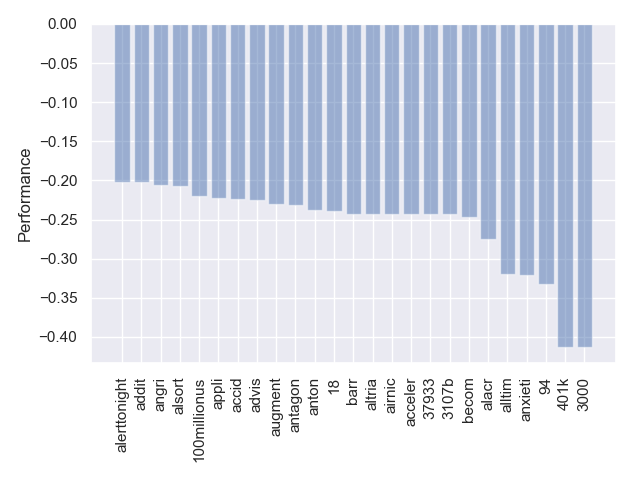 0.00
−0.05
−0.10
−0.15
−0.20
−0.25
−0.30
−0.35
−0.40
Performance
alerttonight
addit
angri
alsort
100millionus
appli
accid
advis
augment
antagon
anton
18
barr
altria
airnic
acceler
37933
3107b
becom
alacr
alltim
anxieti
94
401k
3000